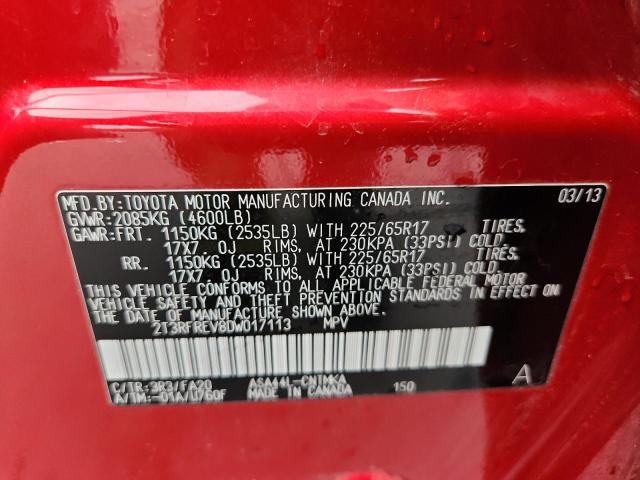 MFD.BY:TOYOTA MOTOR MANUFACTURING CANADA INC. 03/13
GVWR:2085KG (4600LB)
GAWR:FRT. 1150KG (2535LB) WITH 225/65R17 TIRES,
17X7.0J RIMS, AT 230KPA (33PSI) COLD.
RR. 1150KG (2535LB) WITH 225/65R17 TIRES,
17X7.0J RIMS, AT 230KPA (33PSI) COLD.
THIS VEHICLE CONFORMS TO ALL APPLICABLE FEDERAL MOTOR
VEHICLE SAFETY AND THEFT PREVENTION STANDARDS IN EFFECT ON
THE DATE OF MANUFACTURE SHOWN ABOVE.
2T3RFREV8DW017113 MPV
C/TR:3R3/FA20 ASA44L-CNTMKA 150 A
A/TM:-01A/U760F MADE IN CANADA